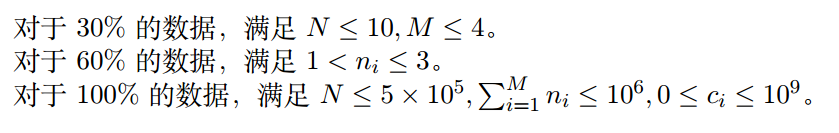 对于 30% 的数据，满足 N ≤ 10, M ≤ 4。
对于 60% 的数据，满足 1 < nᵢ ≤ 3。
对于 100% 的数据，满足 N ≤ 5 × 10⁵, ∑ᵢ₌₁ᴹ nᵢ ≤ 10⁶, 0 ≤ cᵢ ≤ 10⁹。